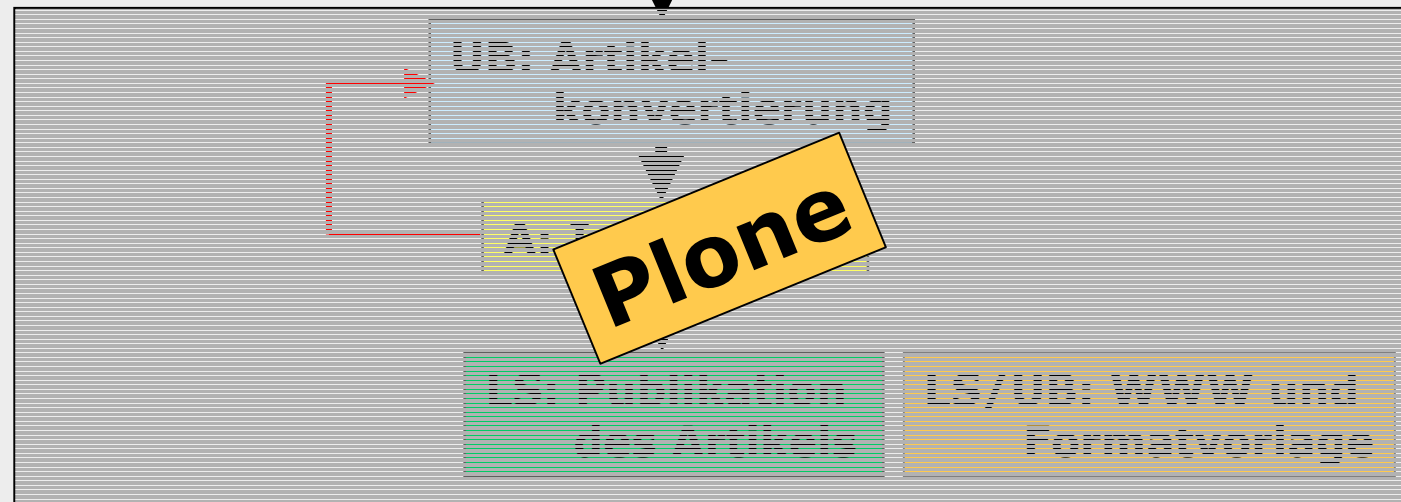 UB: Artikel-
konvertierung
A:
Plone
LS: Publikation
des Artikels
LS/UB: WWW und
Formatvorlage